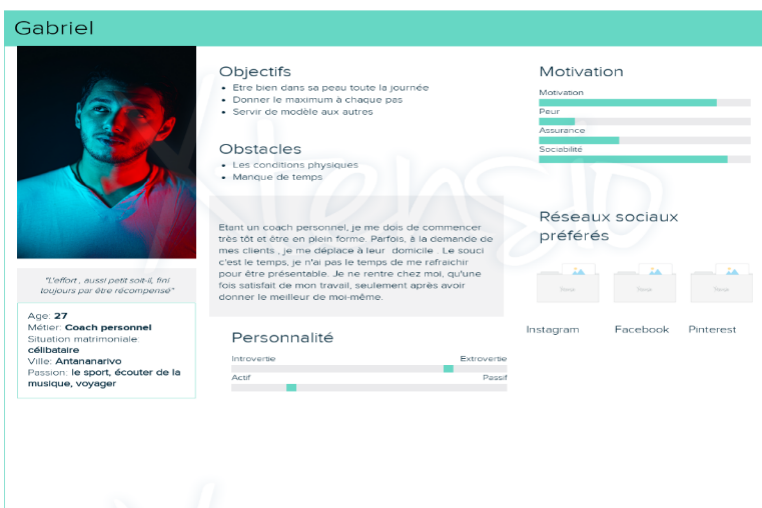 Gabriel
"L'effort , aussi petit soit-il, fini
toujours par être récompensé"
Age: 27
Métier: Coach personnel
Situation matrimoniale:
célibataire
Ville: Antananarivo
Passion: le sport, écouter de la
musique, voyager
Objectifs
Etre bien dans sa peau toute la journée
Donner le maximum à chaque pas
Servir de modèle aux autres
Obstacles
Les conditions physiques
Manque de temps
Etant un coach personnel, je me dois de commencer
très tôt et être en plein forme. Parfois, à la demande de
mes clients , je me déplace à leur domicile . Le souci
c'est le temps, je n'ai pas le temps de me rafraichir
pour être présentable. Je ne rentre chez moi, qu'une
fois satisfait de mon travail, seulement après avoir
donner le meilleur de moi-même.
Personnalité
Introvertie Extrovertie
Actif Passif
Motivation
Motivation
Peur
Assurance
Sociabilité
Réseaux sociaux
préférés
Instagram Facebook Pinterest